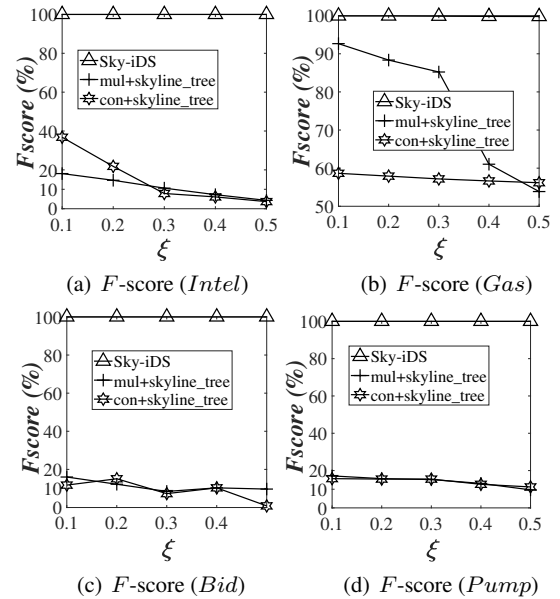 100
80
60
40
20
10
0
Fscore (%)
Sky-iDS
mul+skyline_tree
con+skyline_tree
0.1 0.2 0.3 0.4 0.5
ξ
(a) F-score (Intel)
100
90
80
70
60
50
Fscore (%)
Sky-iDS
mul+skyline_tree
con+skyline_tree
0.1 0.2 0.3 0.4 0.5
ξ
(b) F-score (Gas)
100
80
60
40
20
10
0
Fscore (%)
Sky-iDS
mul+skyline_tree
con+skyline_tree
0.1 0.2 0.3 0.4 0.5
ξ
(c) F-score (Bid)
100
80
60
40
20
10
0
Fscore (%)
Sky-iDS
mul+skyline_tree
con+skyline_tree
0.1 0.2 0.3 0.4 0.5
ξ
(d) F-score (Pump)